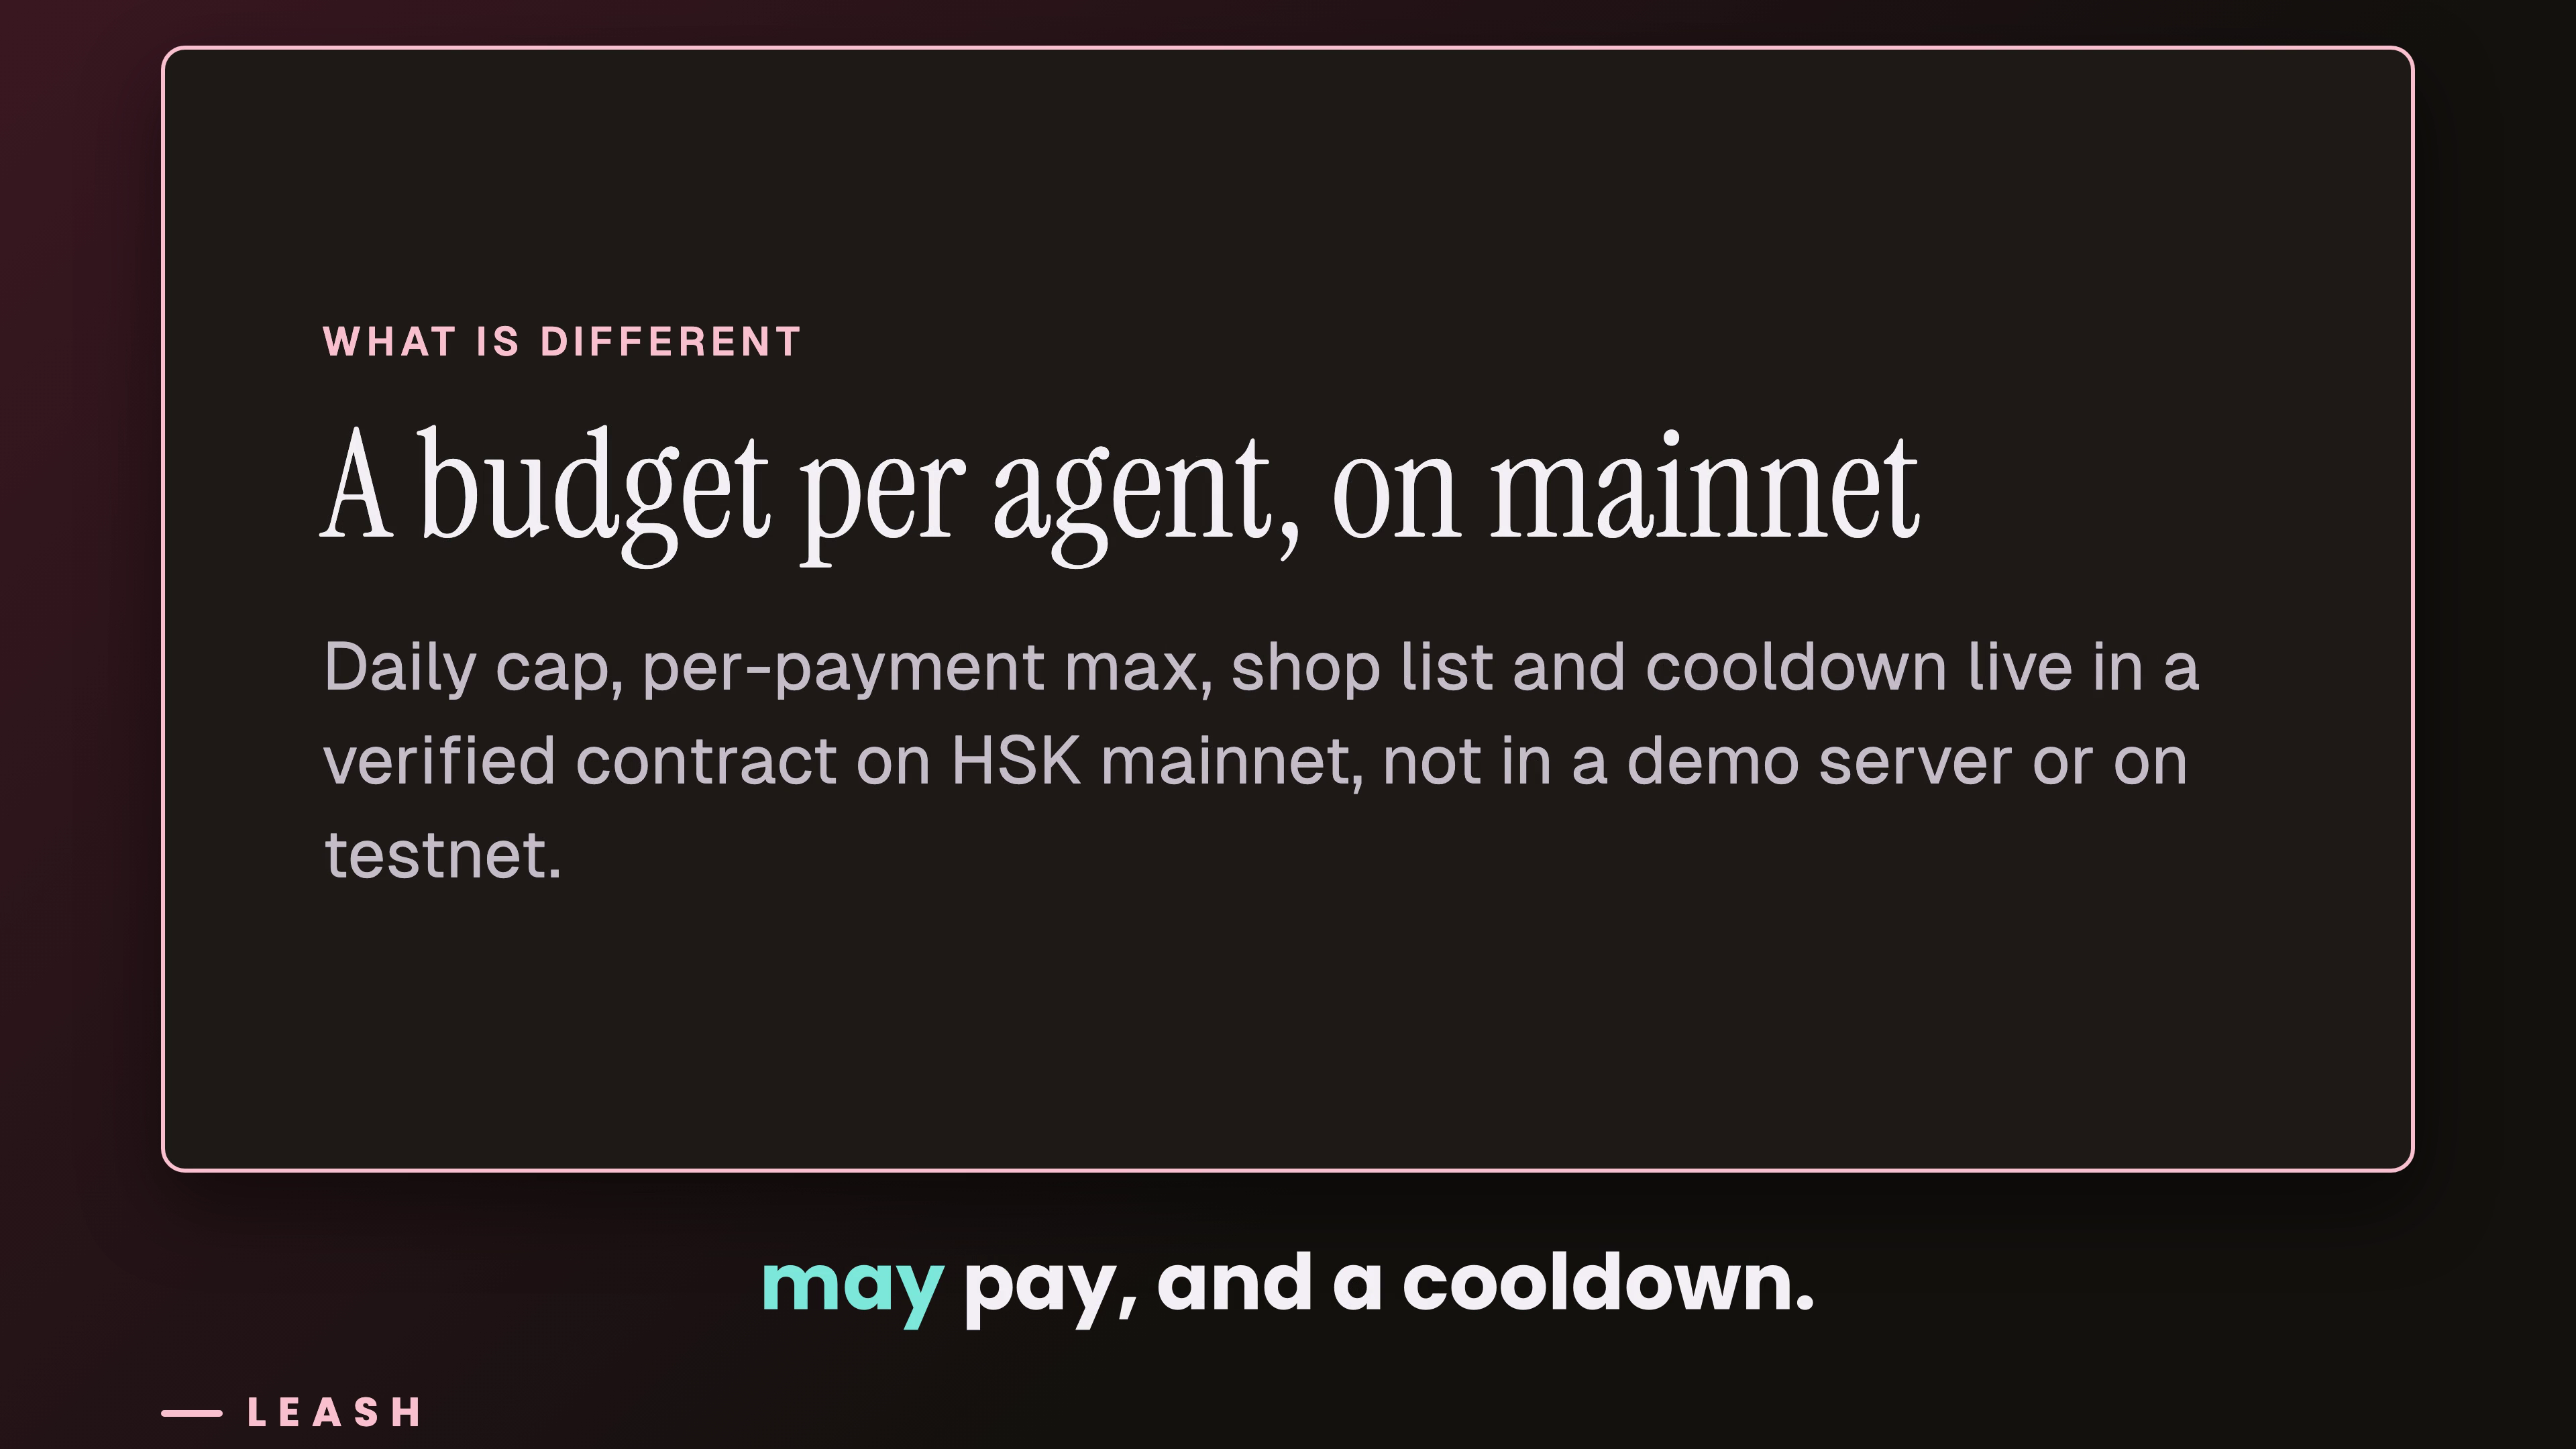 WHAT IS DIFFERENT
A budget per agent, on mainnet
Daily cap, per-payment max, shop list and cooldown live in a
verified contract on HSK mainnet, not in a demo server or on
testnet.
may pay, and a cooldown.
LEASH